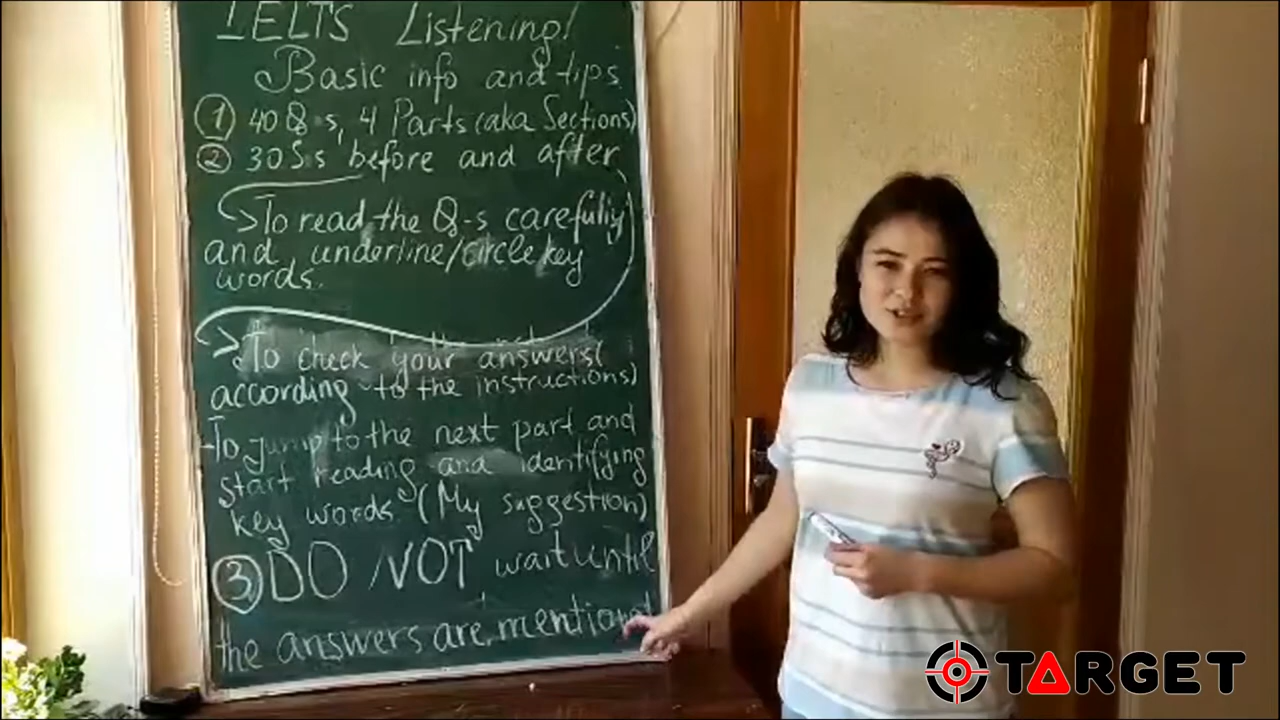 IELTS Listening!
Basic info and tips
① 40 Q-s, 4 Parts (aka Sections)
② 30 S-s before and after
To read the Q-s carefully
and underline/circle key
words.
> To check your answers(
according to the instructions)
-To jump to the next part and
start reading and identifying
key words (My suggestion)
③ DO NOT wait until
the answers are
TARGET